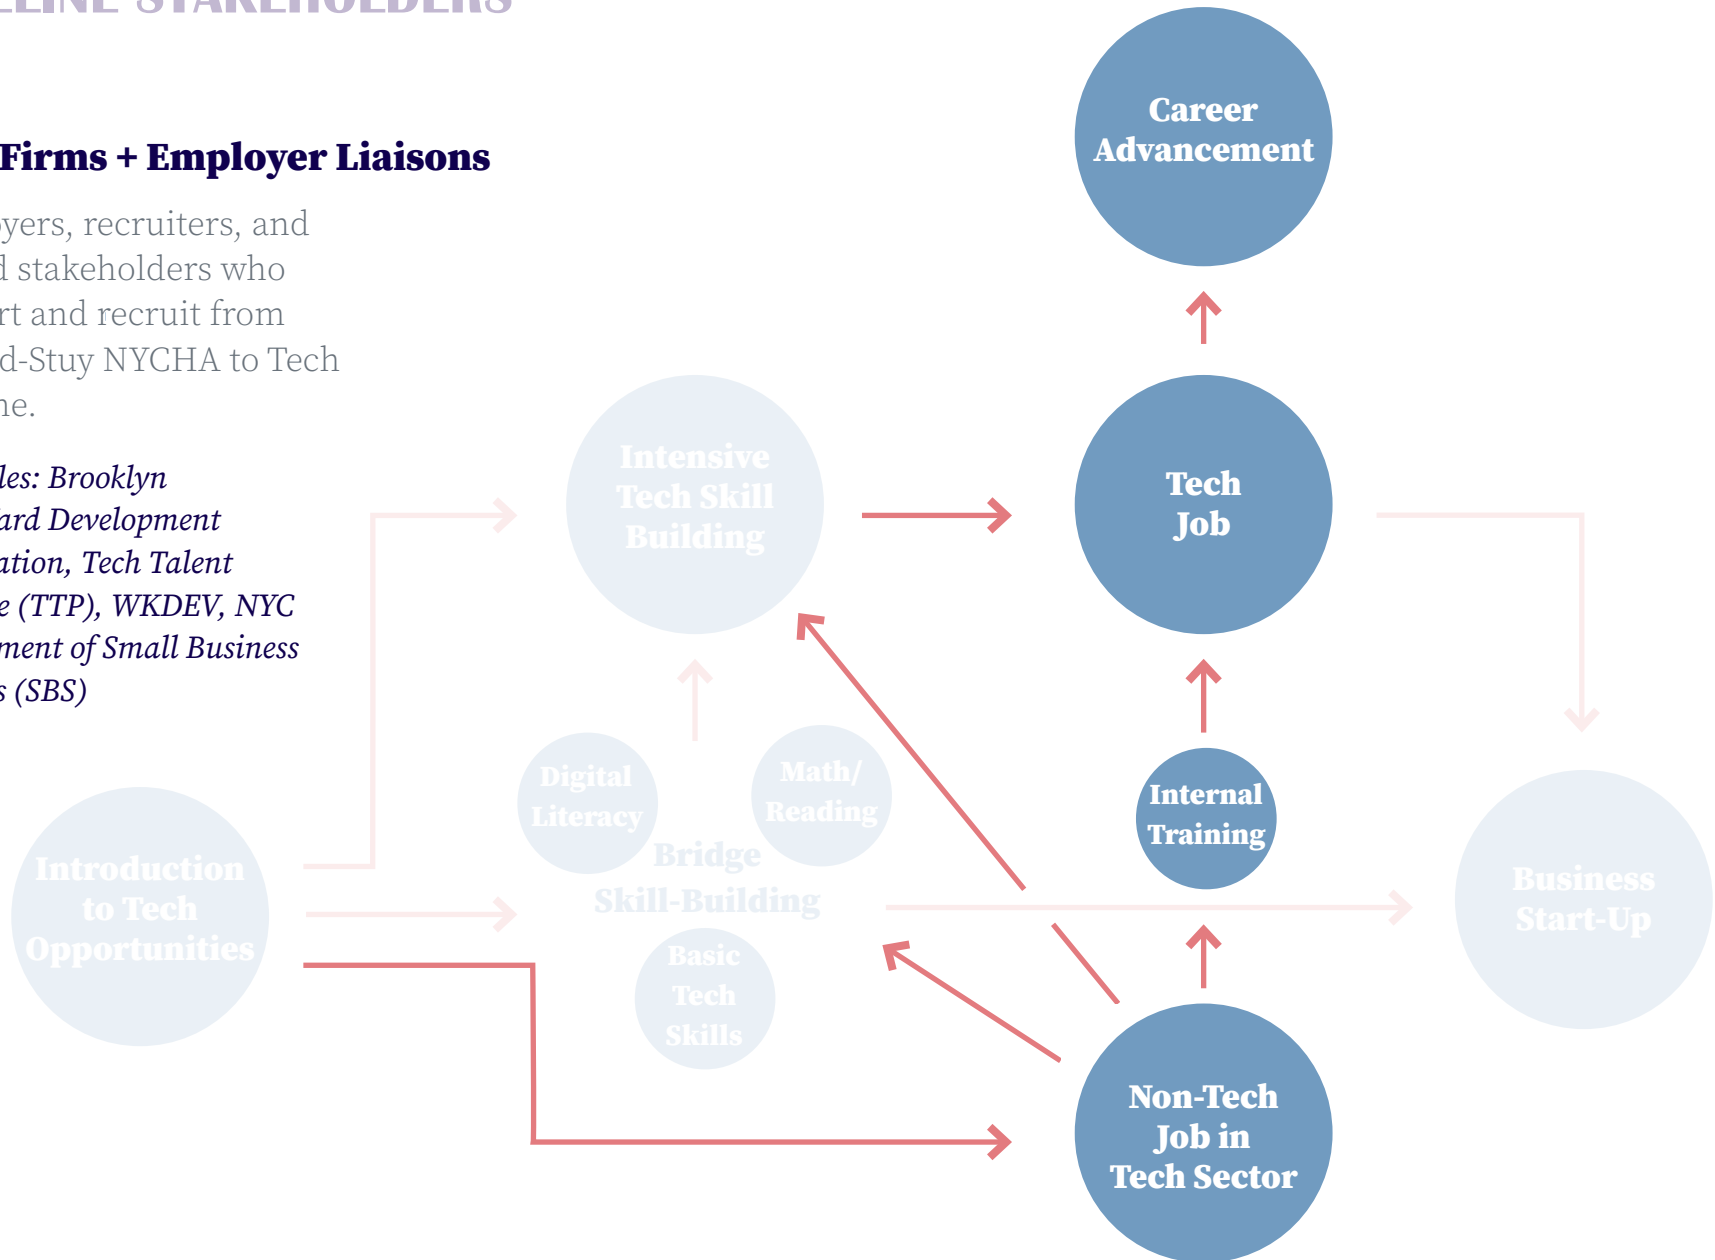 STAKEHOLDERS
Firms + Employer Liaisons
yers, recruiters, and
stakeholders who
rt and recruit from
d-Stuy NYCHA to Tech
ne.
les: Brooklyn
ard Development
ation, Tech Talent
e (TTP), WKDEV, NYC
ment of Small Business
s (SBS)
Career
Advancement
Intensive
Tech Skill
Building
Tech
Job
Digital
Literacy
Math/
Reading
Bridge
Skill-Building
Basic
Tech
Skills
Internal
Training
Introduction
to Tech
Opportunities
Business
Start-Up
Non-Tech
Job in
Tech Sector